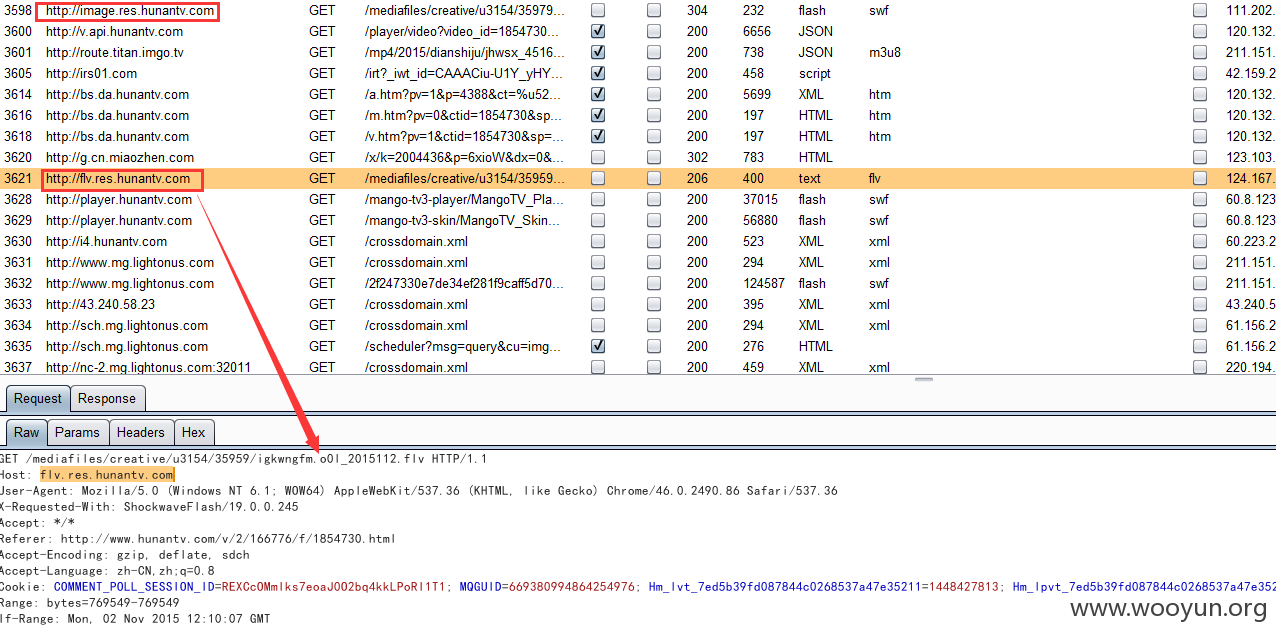 3598 http://image.res.hunantv.com GET /mediafiles/creative/u3154/35979... 304 232 flash swf 111.202.
3600 http://v.api.hunantv.com GET /player/video?video_id=1854730... 200 6656 JSON 120.132.
3601 http://route.titan.imgo.tv GET /mp4/2015/dianshiju/jhwsx_4516... 200 738 JSON m3u8 211.151.
3605 http://irs01.com GET /irt?_iwt_id=CAAACiu-U1Y_yHY... 200 458 script 42.159.2
3614 http://bs.da.hunantv.com GET /a.htm?pv=1&p=4388&ct=%u52... 200 5699 XML htm 120.132.
3616 http://bs.da.hunantv.com GET /m.htm?pv=0&ctid=1854730&sp... 200 197 HTML htm 120.132.
3618 http://bs.da.hunantv.com GET /v.htm?pv=1&ctid=1854730&sp=... 200 197 HTML htm 120.132.
3620 http://g.cn.miaozhen.com GET /x/k=2004436&p=6xioW&dx=0&... 302 783 HTML 123.103.
3621 http://flv.res.hunantv.com GET /mediafiles/creative/u3154/35959... 206 400 text flv 124.167.
3628 http://player.hunantv.com GET /mango-tv3-player/MangoTV_Pla... 200 37015 flash swf 60.8.123
3629 http://player.hunantv.com GET /mango-tv3-skin/MangoTV_Skin... 200 56880 flash swf 60.8.123
3630 http://i4.hunantv.com GET /crossdomain.xml 200 523 XML xml 60.223.2
3631 http://www.mg.lightonus.com GET /crossdomain.xml 200 294 XML xml 211.151.
3632 http://www.mg.lightonus.com GET /2f247330e7de34ef281f9caff5d70... 200 124587 flash swf 211.151.
3633 http://43.240.58.23 GET /crossdomain.xml 200 395 XML xml 43.240.5
3634 http://sch.mg.lightonus.com GET /crossdomain.xml 200 294 XML xml 61.156.2
3635 http://sch.mg.lightonus.com GET /scheduler?msg=query&cu=img... 200 276 HTML 61.156.2
3637 http://nc-2.mg.lightonus.com:32011 GET /crossdomain.xml 200 459 XML xml 220.194.
Request Response
Raw Params Headers Hex
GET /mediafiles/creative/u3154/35959/igkwngfm.o0l_2015112.flv HTTP/1.1
Host: flv.res.hunantv.com
User-Agent: Mozilla/5.0 (Windows NT 6.1; WOW64) AppleWebKit/537.36 (KHTML, like Gecko) Chrome/46.0.2490.86 Safari/537.36
X-Requested-With: ShockwaveFlash/19.0.0.245
Accept: */*
Referer: http://www.hunantv.com/v/2/166776/f/1854730.html
Accept-Encoding: gzip, deflate, sdch
Accept-Language: zh-CN,zh;q=0.8
Cookie: COMMENT_POLL_SESSION_ID=REXCcOMmlks7eoaJOO2bq4kkLPoRI1T1; MQGUID=669380994864254976; Hm_lvt_7ed5b39fd087844c0268537a47e35211=1448427813; Hm_lpvt_7ed5b39fd087844c0268537a47e352
Range: bytes=769549-769549
If-Range: Mon, 02 Nov 2015 12:10:07 GMT
www.wooyun.org